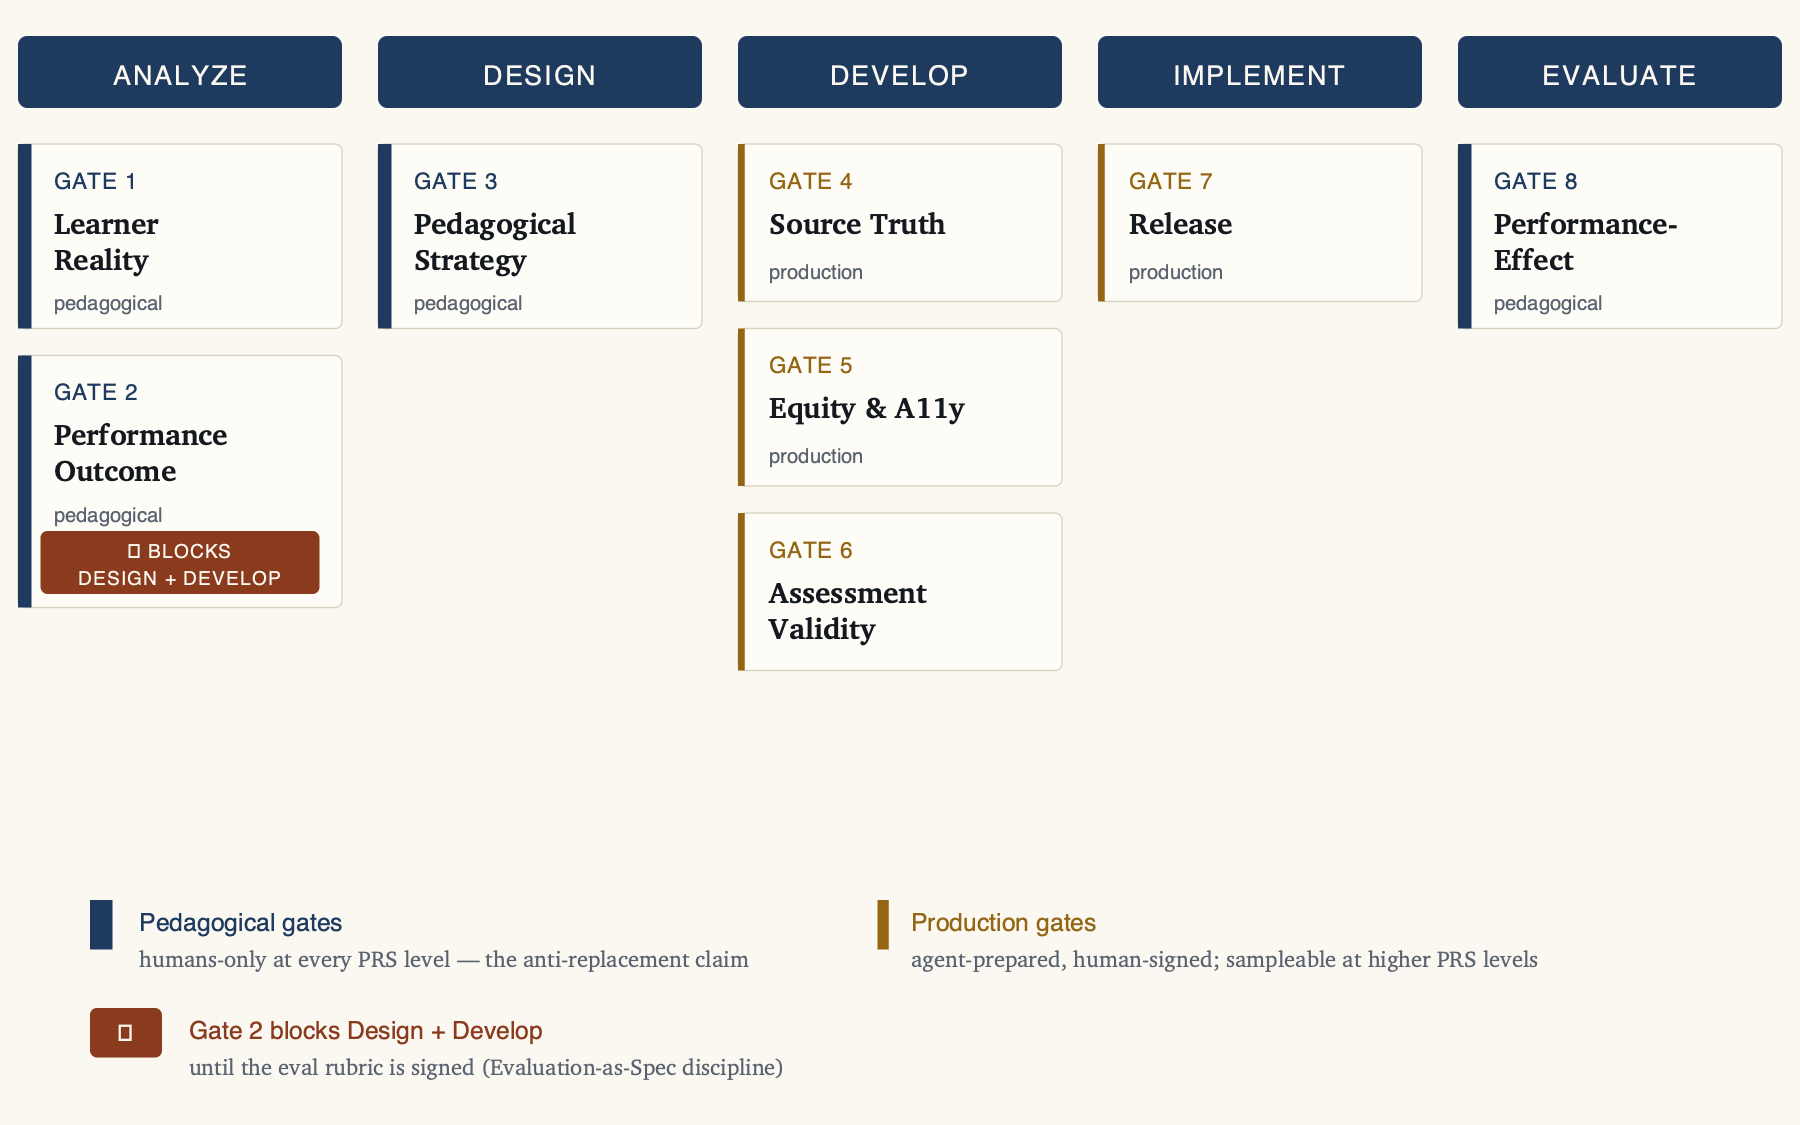 ANALYZE
DESIGN
DEVELOP
IMPLEMENT
EVALUATE
GATE 1
Learner
Reality
pedagogical
GATE 2
Performance
Outcome
pedagogical
BLOCKS
DESIGN + DEVELOP
GATE 3
Pedagogical
Strategy
pedagogical
GATE 4
Source Truth
production
GATE 5
Equity & A11y
production
GATE 6
Assessment
Validity
GATE 7
Release
production
GATE 8
Performance-
Effect
pedagogical
Pedagogical gates
humans-only at every PRS level — the anti-replacement claim
Production gates
agent-prepared, human-signed; sampleable at higher PRS levels
Gate 2 blocks Design + Develop
until the eval rubric is signed (Evaluation-as-Spec discipline)